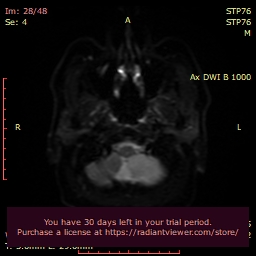 Im: 28/48
Se: 4
A
STP76
STP76
M
Ax DWI B 1000
R
L
You have 30 days left in your trial period.
Purchase a license at https://radiantviewer.com/store/